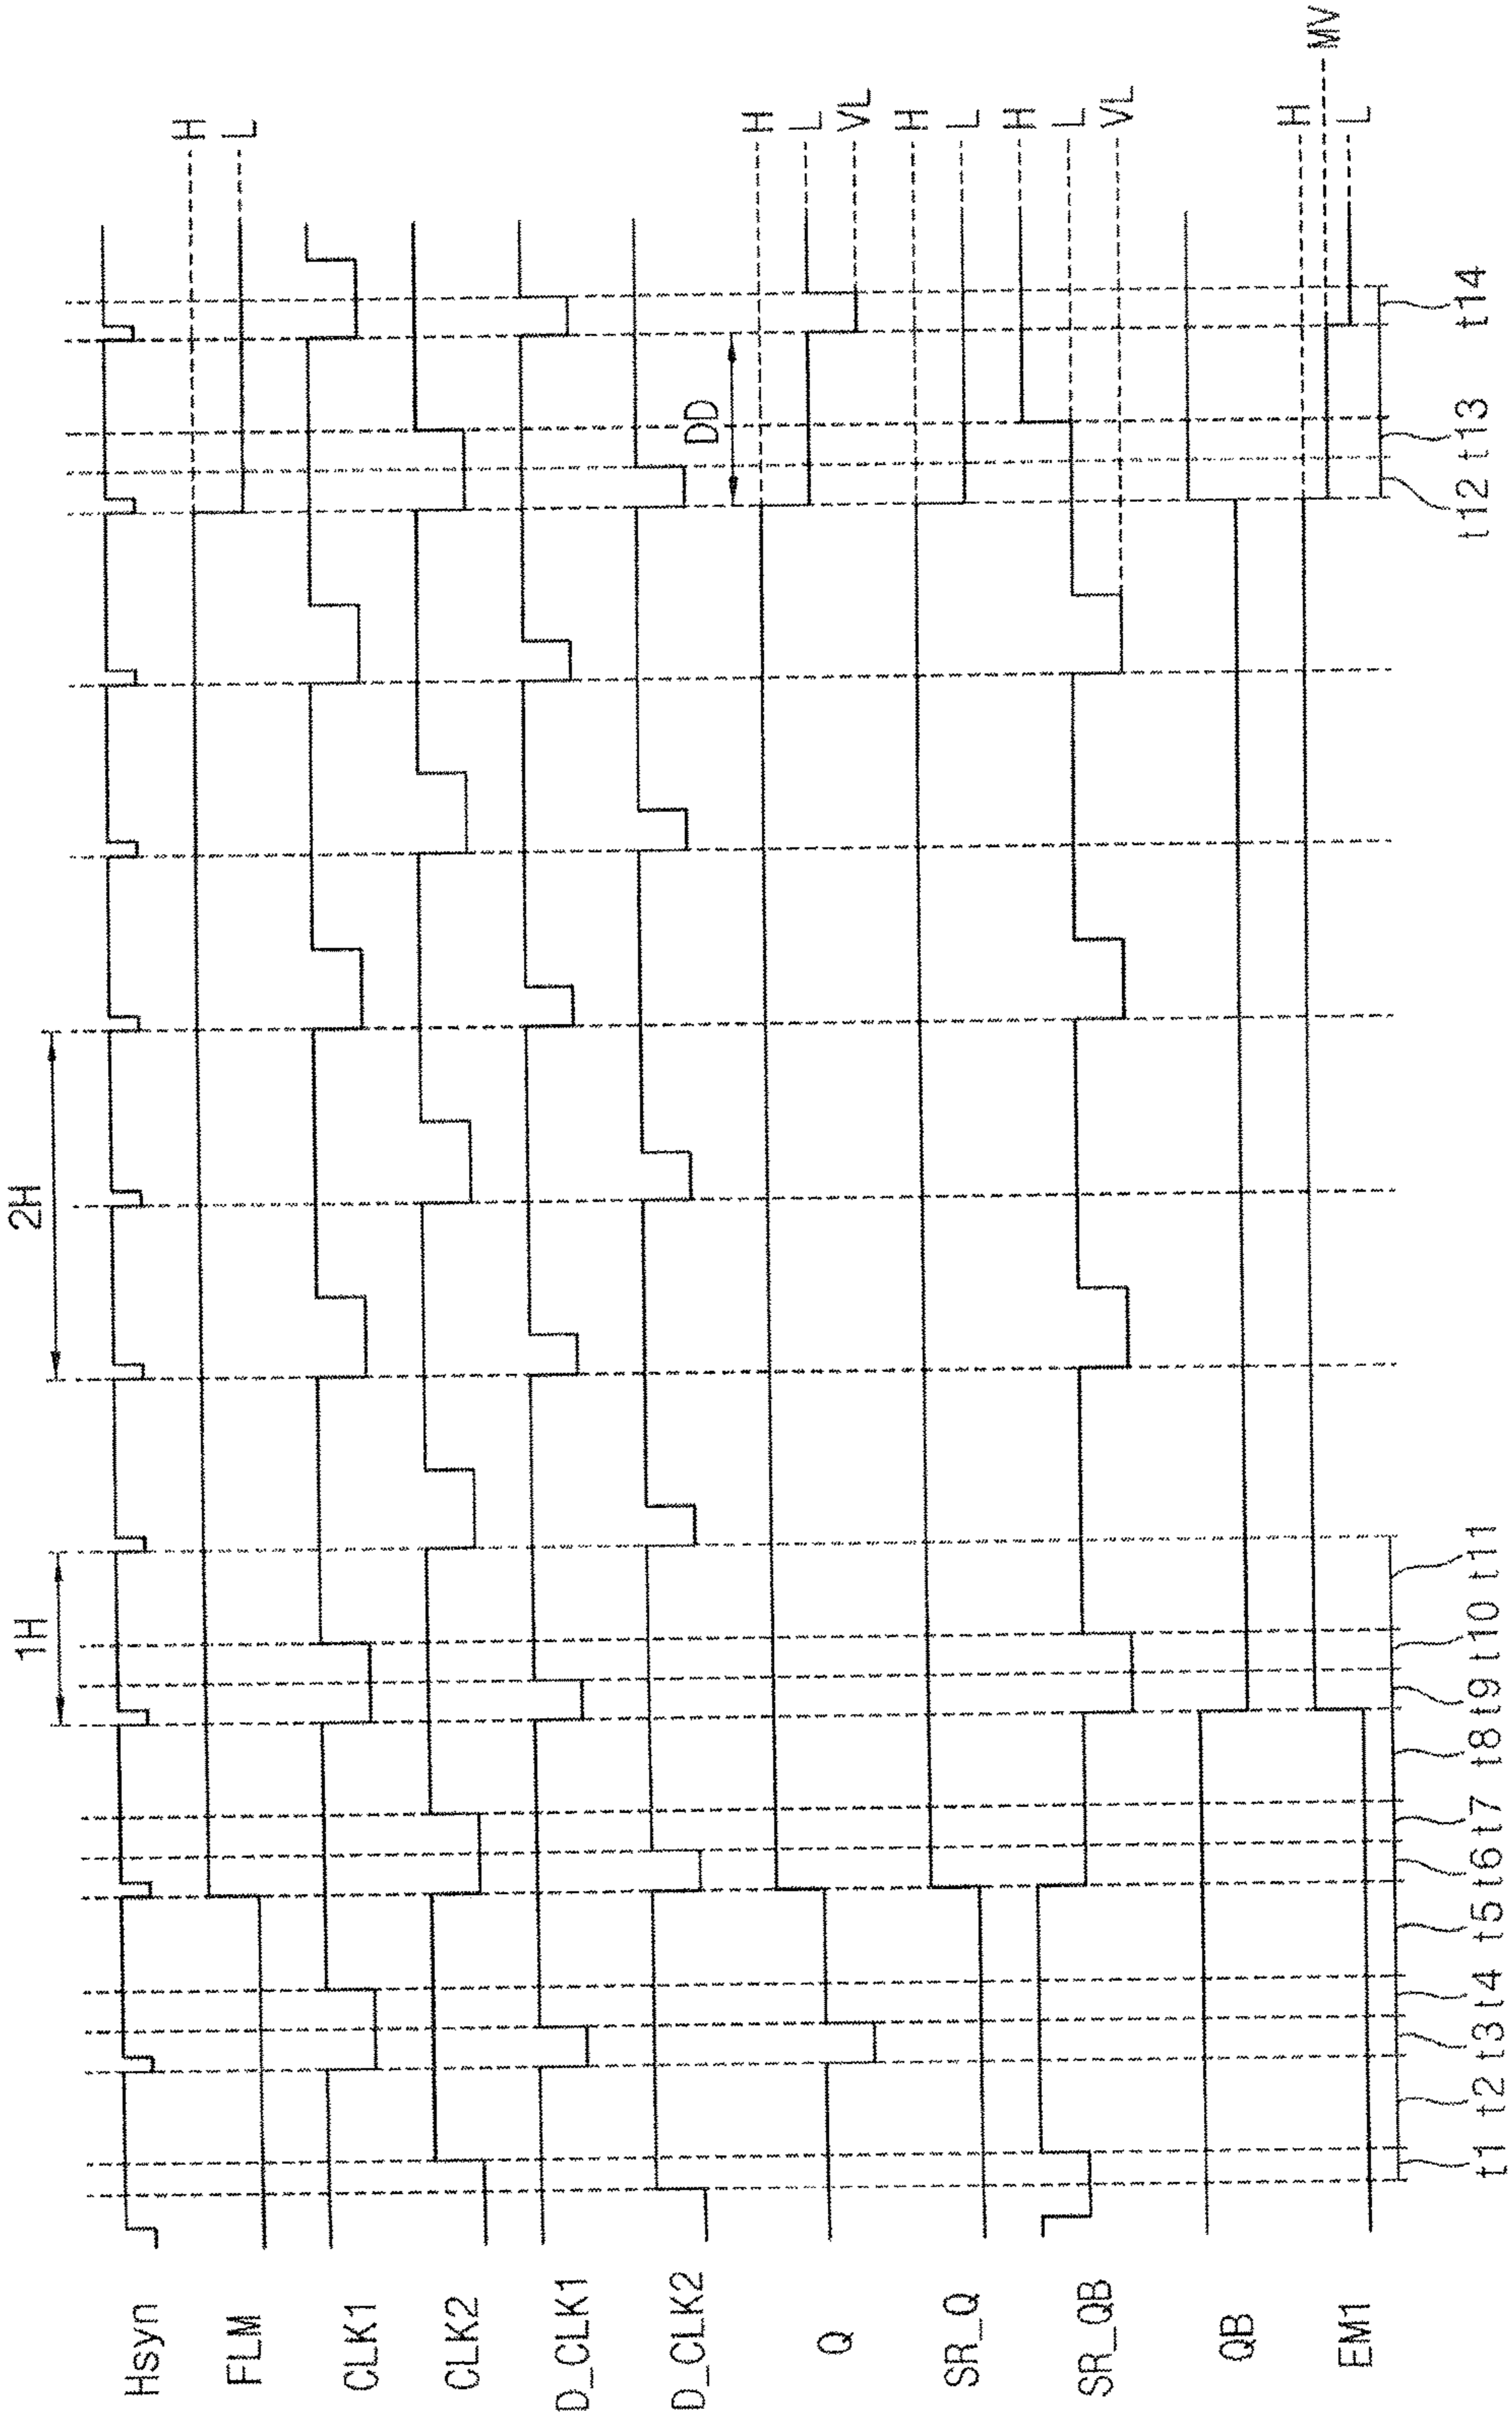 1H
2H
Hsyn
FLM
H
L
CLK1
CLK2
D_CLK1
D_CLK2
DD
Q
H
L
VL
SR_Q
H
L
SR_QB
H
L
VL
QB
EM1
H
MV
L
t1 t2 t3 t4 t5 t6 t7 t8 t9 t10 t11 t12 t13 t14